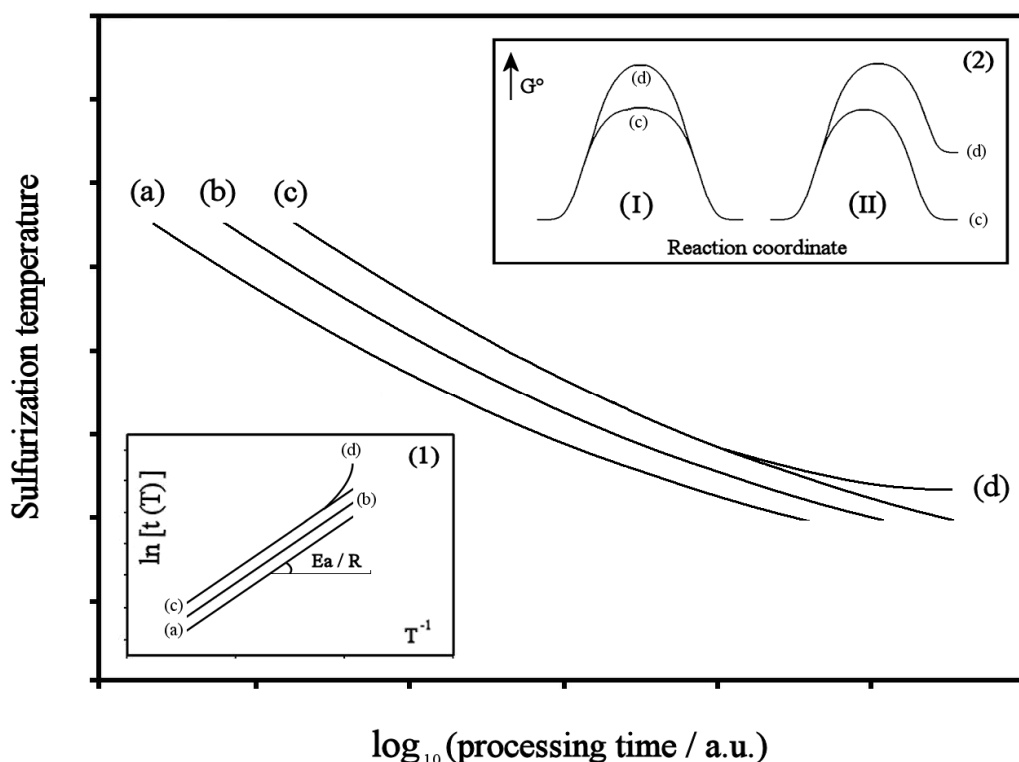 (2)
G°
(d)
(c)
(d)
(I)
(II)
(c)
Reaction coordinate
(a) (b) (c)
Sulfurization temperature
(d)
(1)
(d)
(b)
ln [t (T) ]
Ea / R
(c)
(a)
T⁻¹
log₁₀ (processing time / a.u.)